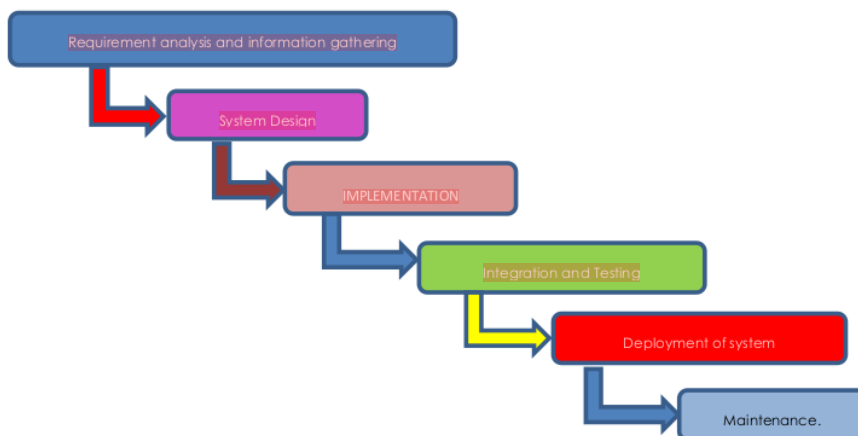 Requirement analysis and information gathering
System Design
IMPLEMENTATION
Integration and Testing
Deployment of system
Maintenance.